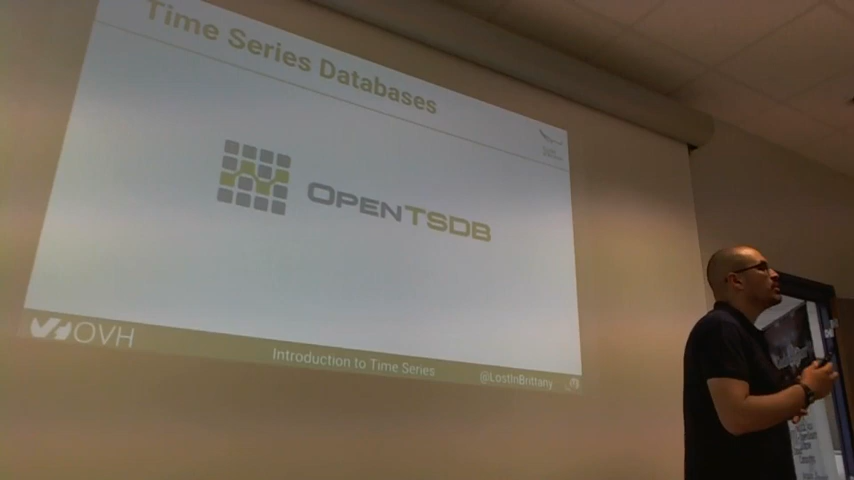 Time Series Databases
OPENTSDB
OVH
Introduction to Time Series
@LostInBrittany